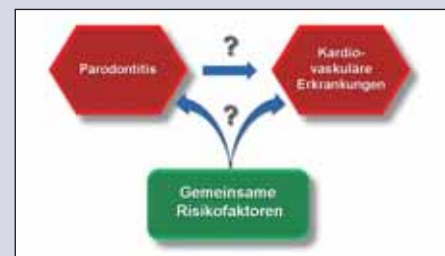 ?
Parodontitis
Kardio-
vaskuläre
Erkrankungen
?
Gemeinsame
Risikofaktoren